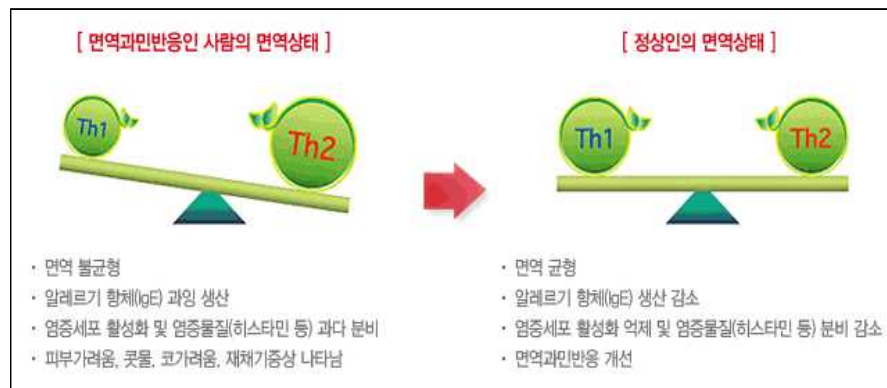 [ 면역과민반응인 사람의 면역상태 ]
Th1
Th2
· 면역 불균형
· 알레르기 항체(IgE) 과잉 생산
· 염증세포 활성화 및 염증물질(히스타민 등) 과다 분비
· 피부가려움, 콧물, 코가려움, 재채기증상 나타남
[ 정상인의 면역상태 ]
Th1
Th2
· 면역 균형
· 알레르기 항체(IgE) 생산 감소
· 염증세포 활성화 억제 및 염증물질(히스타민 등) 분비 감소
· 면역과민반응 개선